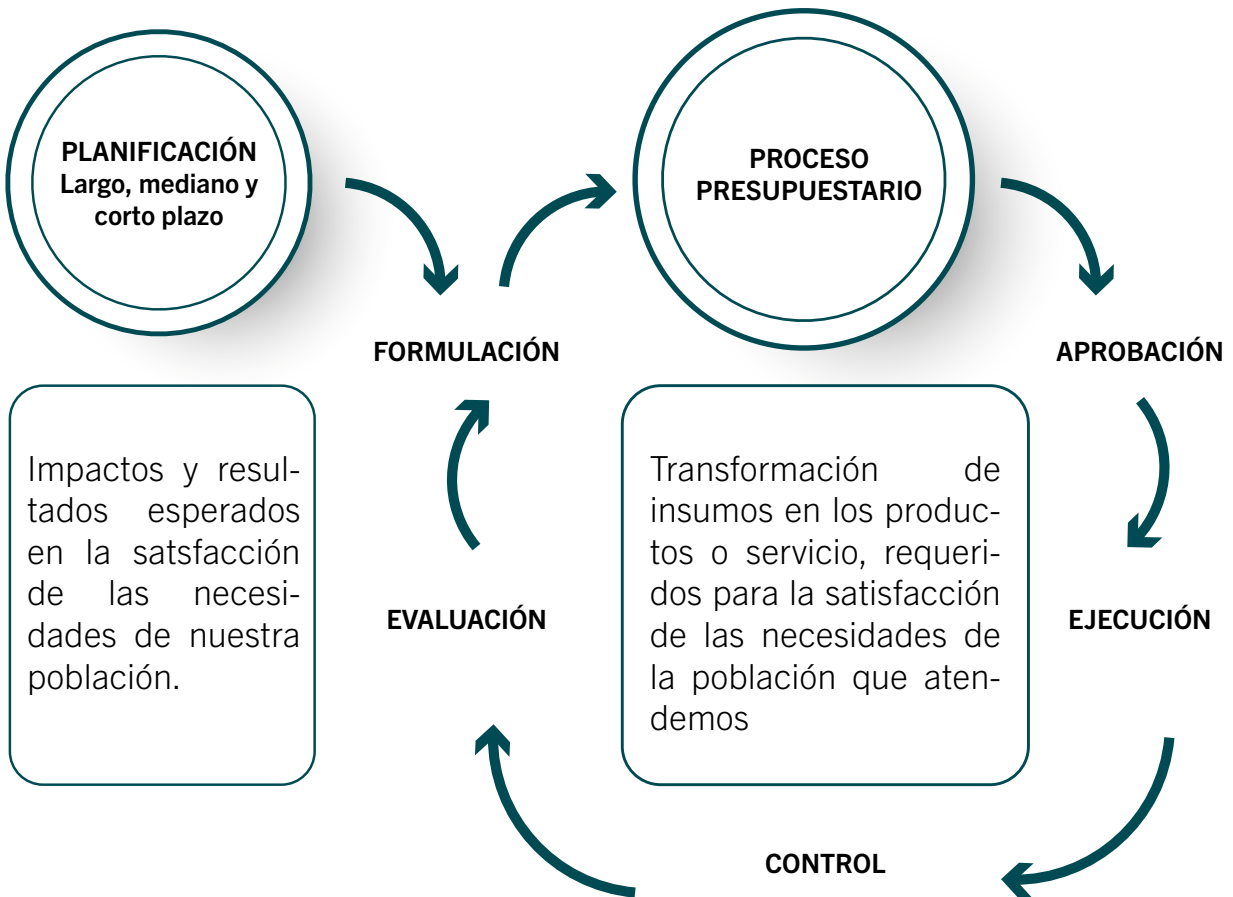 PLANIFICACIÓN
Largo, mediano y
corto plazo
PROCESO
PRESUPUESTARIO
FORMULACIÓN
APROBACIÓN
Impactos y resul-
tados esperados
en la satsfacción
de las necesi-
dades de nuestra
población.
EVALUACIÓN
Transformación de
insumos en los produc-
tos o servicio, requeri-
dos para la satisfacción
de las necesidades de
la población que aten-
demos
EJECUCIÓN
CONTROL